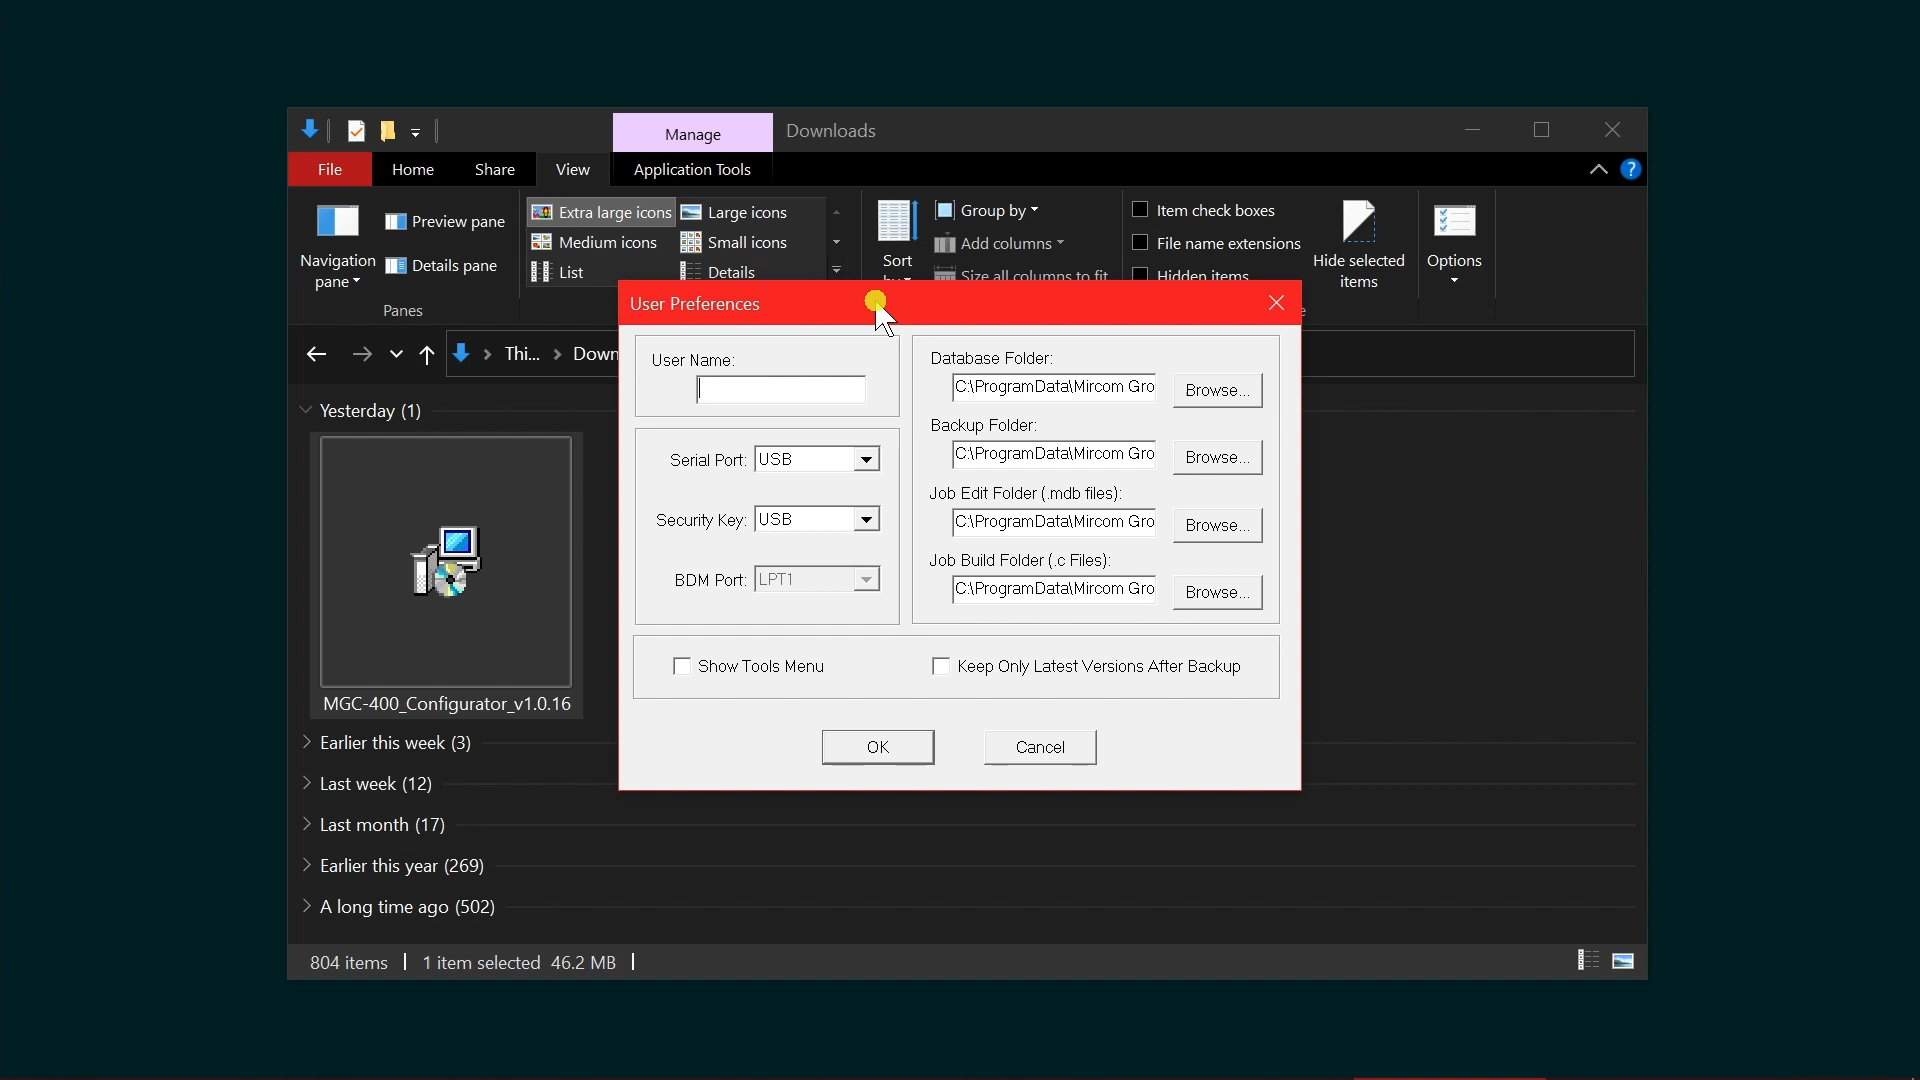 Manage
Downloads
File
Home
Share
View
Application Tools
?
Navigation
pane
Preview pane
Details pane
Panes
Extra large icons
Large icons
Medium icons
Small icons
List
Details
Sort
Group by
Add columns
Size all columns to fit
Item check boxes
File name extensions
Hidden items
Hide selected
items
Options
Thi...
Down
Yesterday (1)
MGC-400_Configurator_v1.0.16
Earlier this week (3)
Last week (12)
Last month (17)
Earlier this year (269)
A long time ago (502)
804 items
1 item selected 46.2 MB
User Preferences
User Name:
Serial Port: USB
Security Key: USB
BDM Port: LPT1
Database Folder:
C:\ProgramData\Mircom Gro
Browse...
Backup Folder:
C:\ProgramData\Mircom Gro
Browse...
Job Edit Folder (.mdb files):
C:\ProgramData\Mircom Gro
Browse...
Job Build Folder (.c Files):
C:\ProgramData\Mircom Gro
Browse...
Show Tools Menu
Keep Only Latest Versions After Backup
OK
Cancel